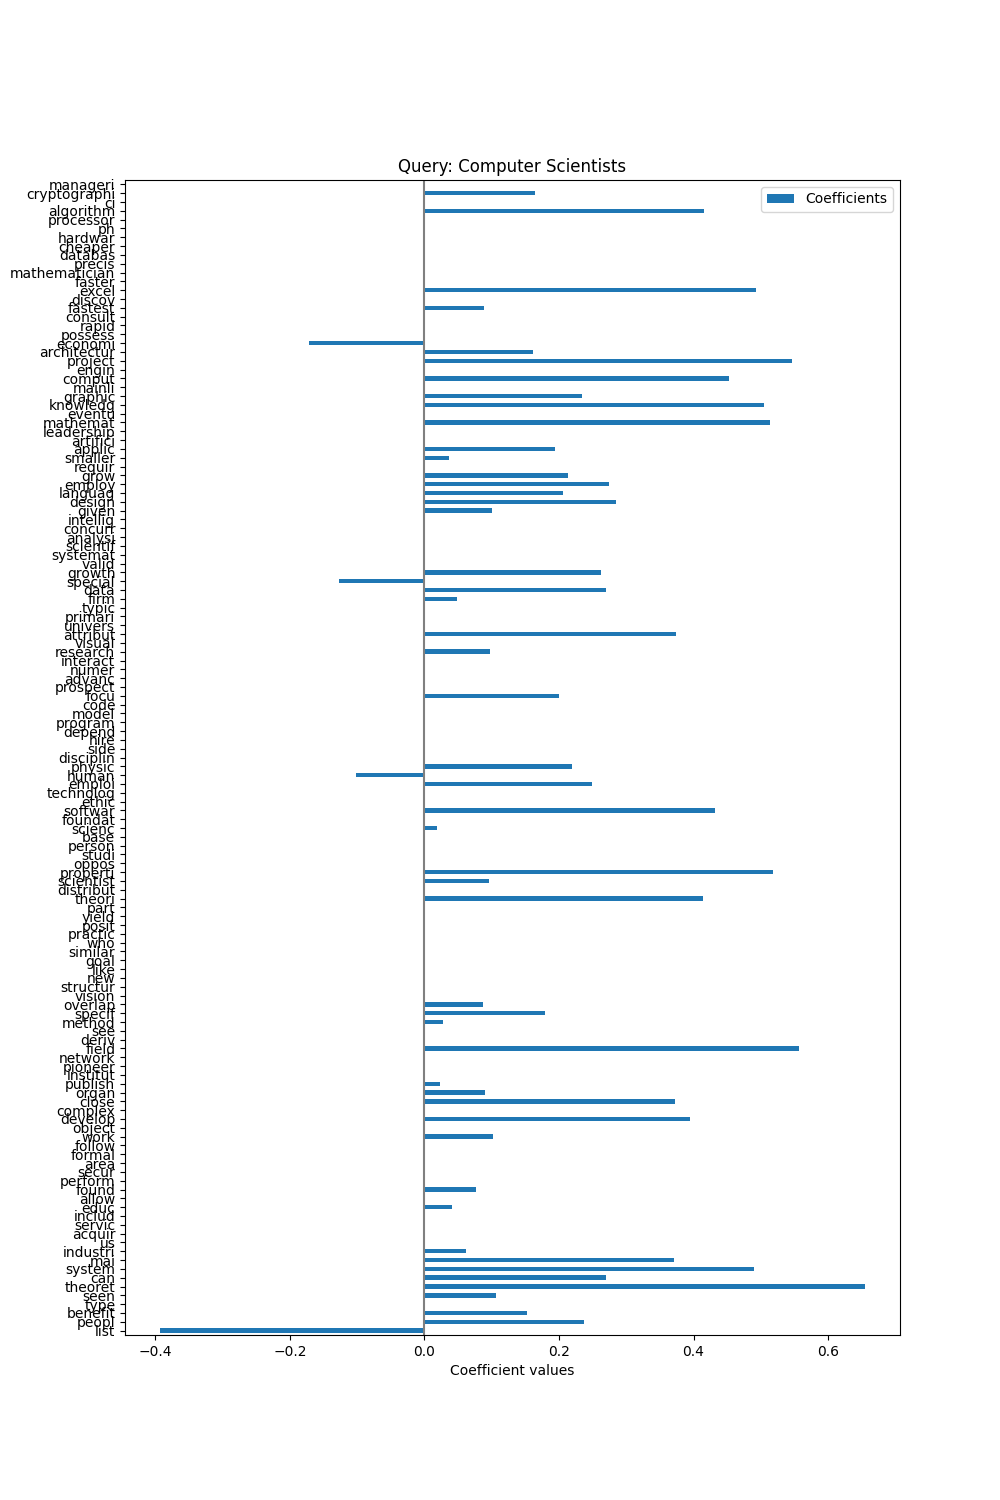 Query: Computer Scientists
Coefficients
manageri
cryptographi
ci
algorithm
processor
ph
hardwar
cheaper
databas
precis
mathematician
faster
excel
discov
fastest
consult
rapid
possess
economi
architectur
project
engin
comput
mainli
graphic
knowledg
eventu
mathemat
leadership
artifici
applic
smaller
requir
grow
employ
languag
design
given
intellig
concurr
analysi
scientif
systemat
valid
growth
special
data
firm
typic
primari
univers
attribut
visual
research
interact
numer
advanc
prospect
focu
code
model
program
depend
hire
side
disciplin
physic
human
emploi
technolog
ethic
softwar
foundat
scienc
base
person
studi
oppos
properti
scientist
distribut
theori
part
yield
posit
practic
who
similar
goal
like
new
structur
vision
overlap
specif
method
see
deriv
field
network
pioneer
institut
publish
organ
close
complex
develop
object
work
follow
formal
area
secur
perform
found
allow
educ
includ
servic
acquir
us
industri
mai
system
can
theoret
seen
type
benefit
peopl
list
−0.4 −0.2 0.0 0.2 0.4 0.6
Coefficient values